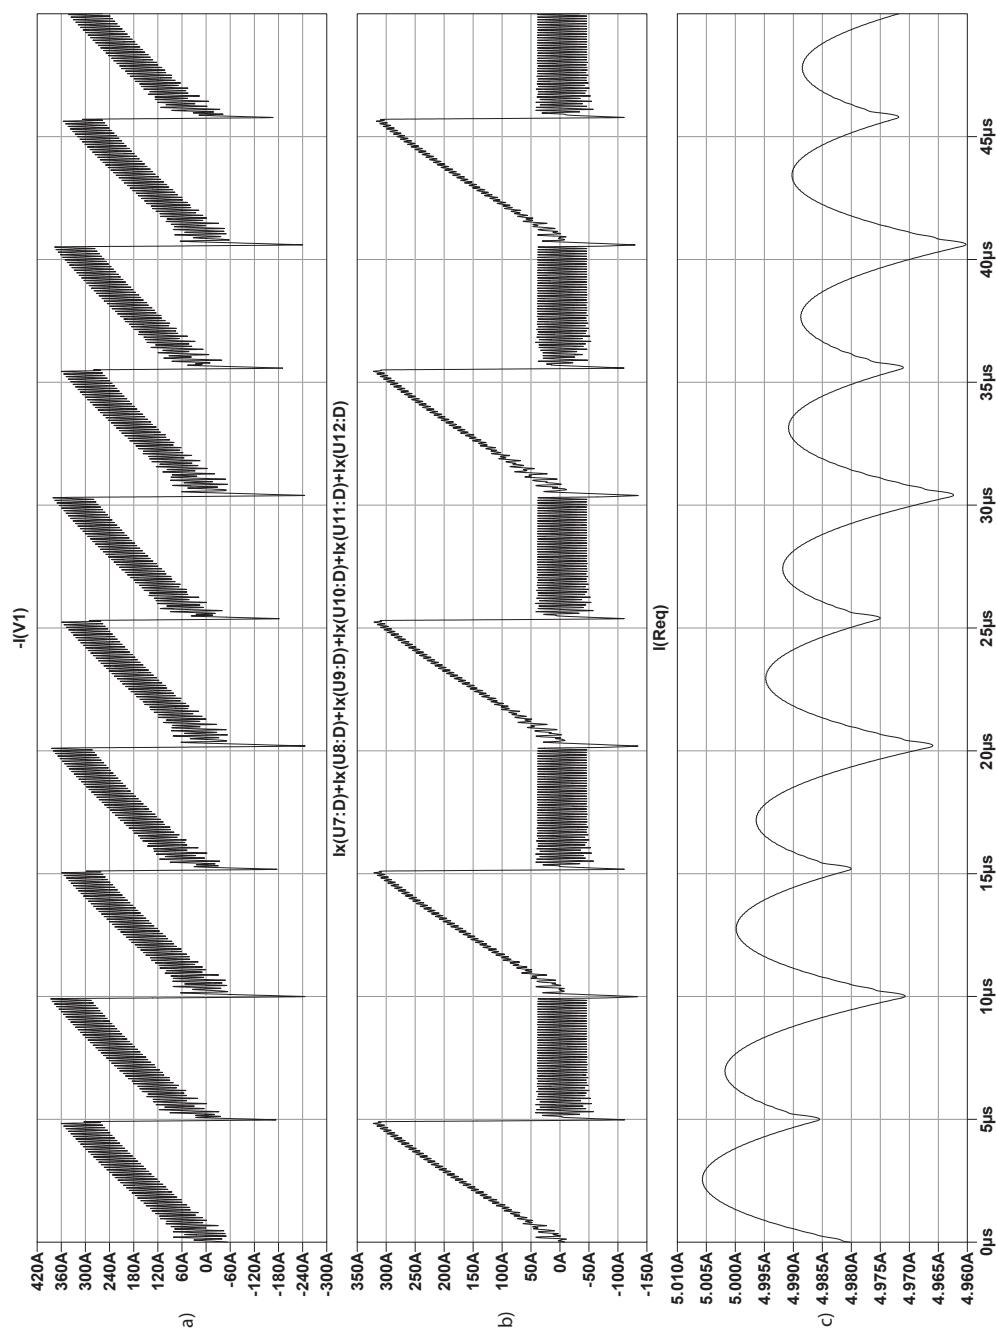 -I(V1)
420A
360A
300A
240A
180A
120A
60A
0A
-60A
-120A
-180A
-240A
-300A
a)
Ix(U7:D)+Ix(U8:D)+Ix(U9:D)+Ix(U10:D)+Ix(U11:D)+Ix(U12:D)
350A
300A
250A
200A
150A
100A
50A
0A
-50A
-100A
-150A
b)
I(Req)
5.010A
5.005A
5.000A
4.995A
4.990A
4.985A
4.980A
4.975A
4.970A
4.965A
4.960A
c)
0µs
5µs
10µs
15µs
20µs
25µs
30µs
35µs
40µs
45µs